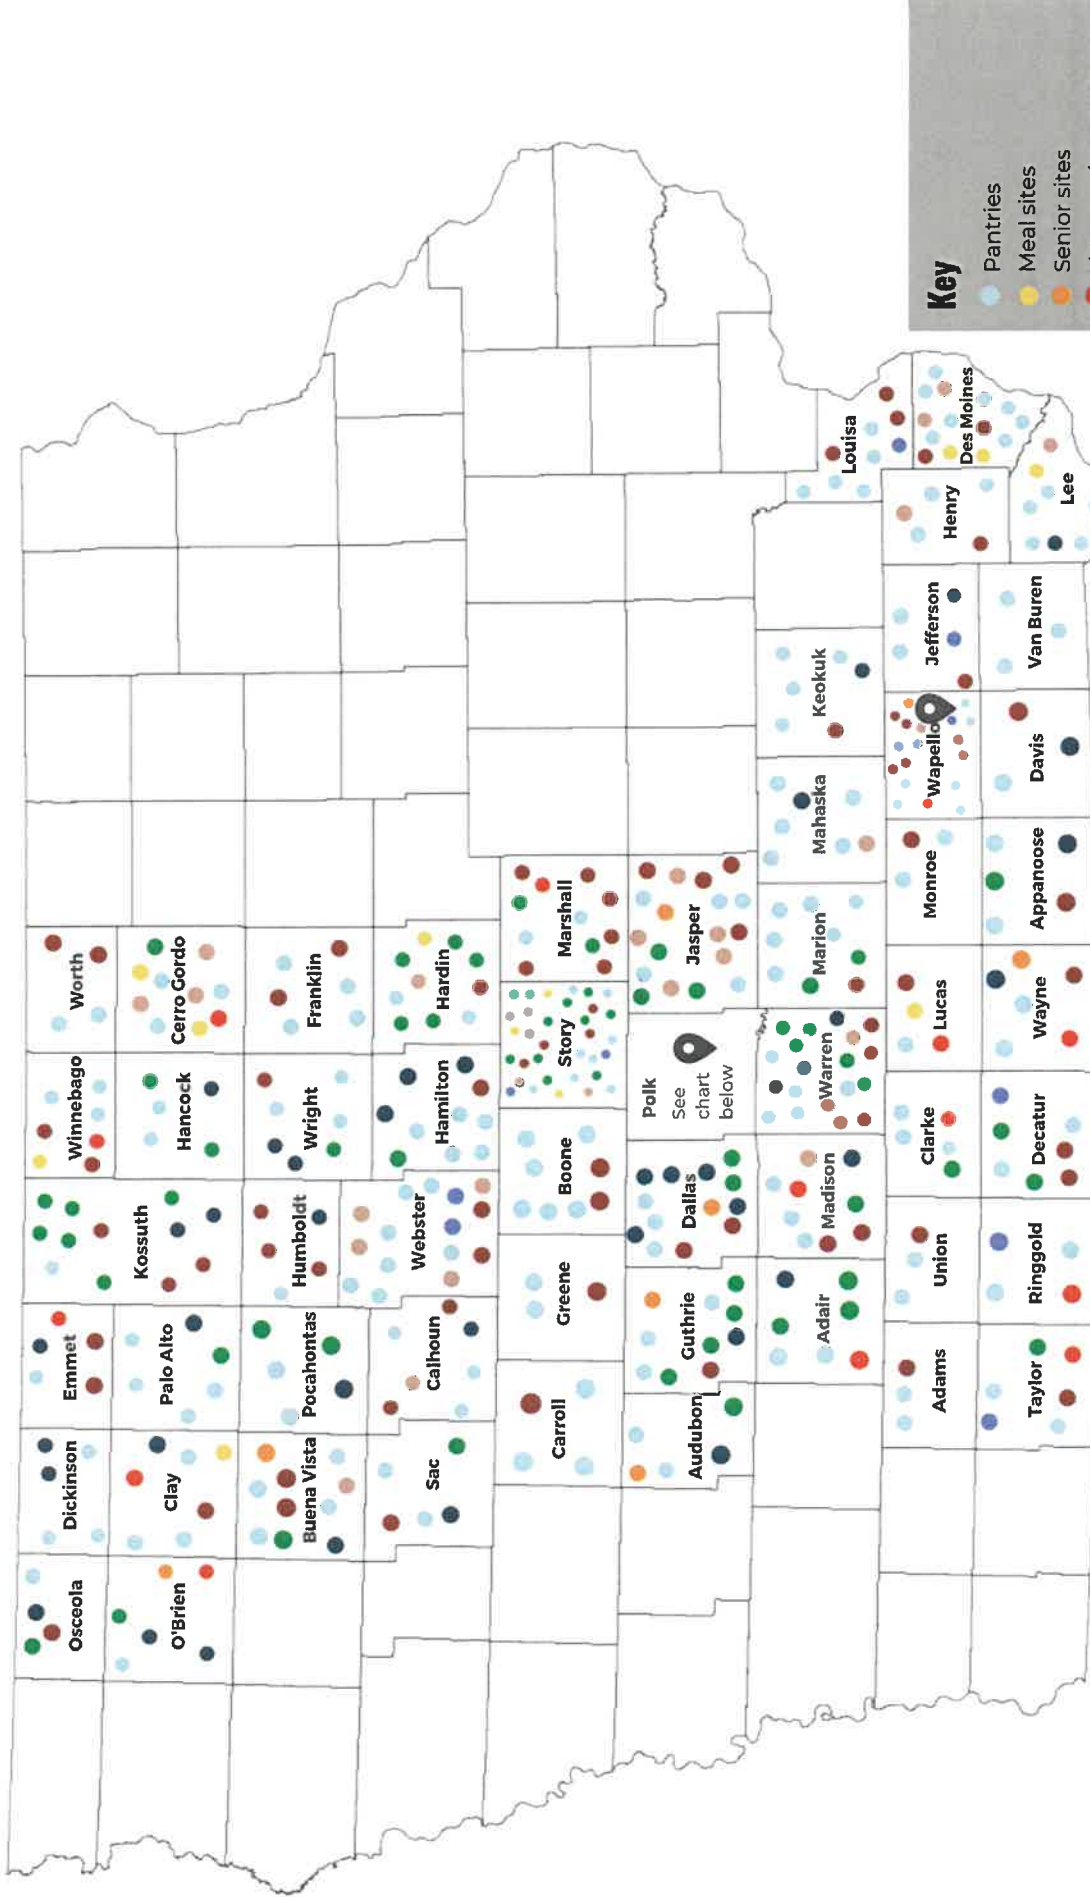 Osceola
Dickinson
Emmet
Kossuth
Winnebago
Worth
O'Brien
Clay
Palo Alto
Hancock
Cerro Gordo
Buena Vista
Pocahontas
Humboldt
Wright
Franklin
Sac
Calhoun
Webster
Hamilton
Hardin
Carroll
Greene
Boone
Story
Marshall
Audubon
Guthrie
Dallas
Polk
See
chart
below
Jasper
Adair
Madison
Warren
Marion
Mahaska
Keokuk
Louisa
Adams
Union
Clarke
Lucas
Monroe
Wapello
Jefferson
Henry
Des Moines
Taylor
Ringgold
Decatur
Wayne
Appanoose
Davis
Van Buren
Lee
Key
Pantries
Meal sites
Senior sites